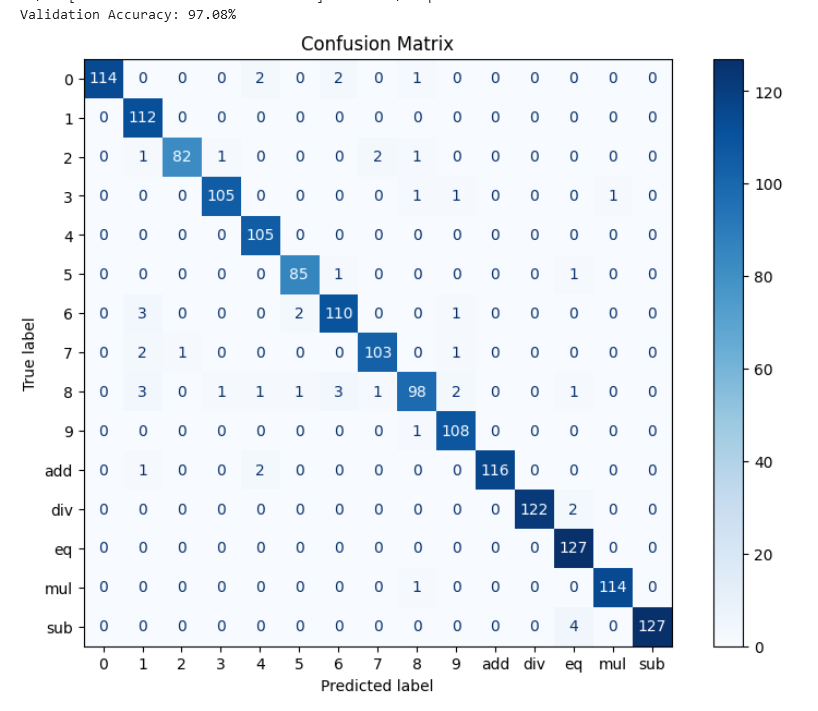 Validation Accuracy: 97.08%
Confusion Matrix
0 114 0 0 0 2 0 2 0 1 0 0 0 0 0 0
1 0 112 0 0 0 0 0 0 0 0 0 0 0 0 0
2 0 1 82 1 0 0 0 2 1 0 0 0 0 0 0
3 0 0 0 105 0 0 0 0 1 1 0 0 0 1 0
4 0 0 0 0 105 0 0 0 0 0 0 0 0 0 0
5 0 0 0 0 0 85 1 0 0 0 0 0 1 0 0
6 0 3 0 0 0 2 110 0 0 1 0 0 0 0 0
7 0 2 1 0 0 0 0 103 0 1 0 0 0 0 0
8 0 3 0 1 1 1 3 1 98 2 0 0 1 0 0
9 0 0 0 0 0 0 0 0 1 108 0 0 0 0 0
add 0 1 0 0 2 0 0 0 0 0 116 0 0 0 0
div 0 0 0 0 0 0 0 0 0 0 0 122 2 0 0
eq 0 0 0 0 0 0 0 0 0 0 0 0 127 0 0
mul 0 0 0 0 0 0 0 0 1 0 0 0 0 114 0
sub 0 0 0 0 0 0 0 0 0 0 0 0 4 0 127
0 1 2 3 4 5 6 7 8 9 add div eq mul sub
Predicted label
True label
120
100
80
60
40
20
0